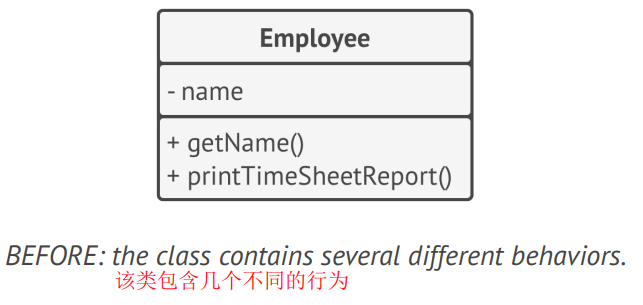 Employee
- name
+ getName()
+ printTimeSheetReport()
BEFORE: the class contains several different behaviors.
该类包含几个不同的行为